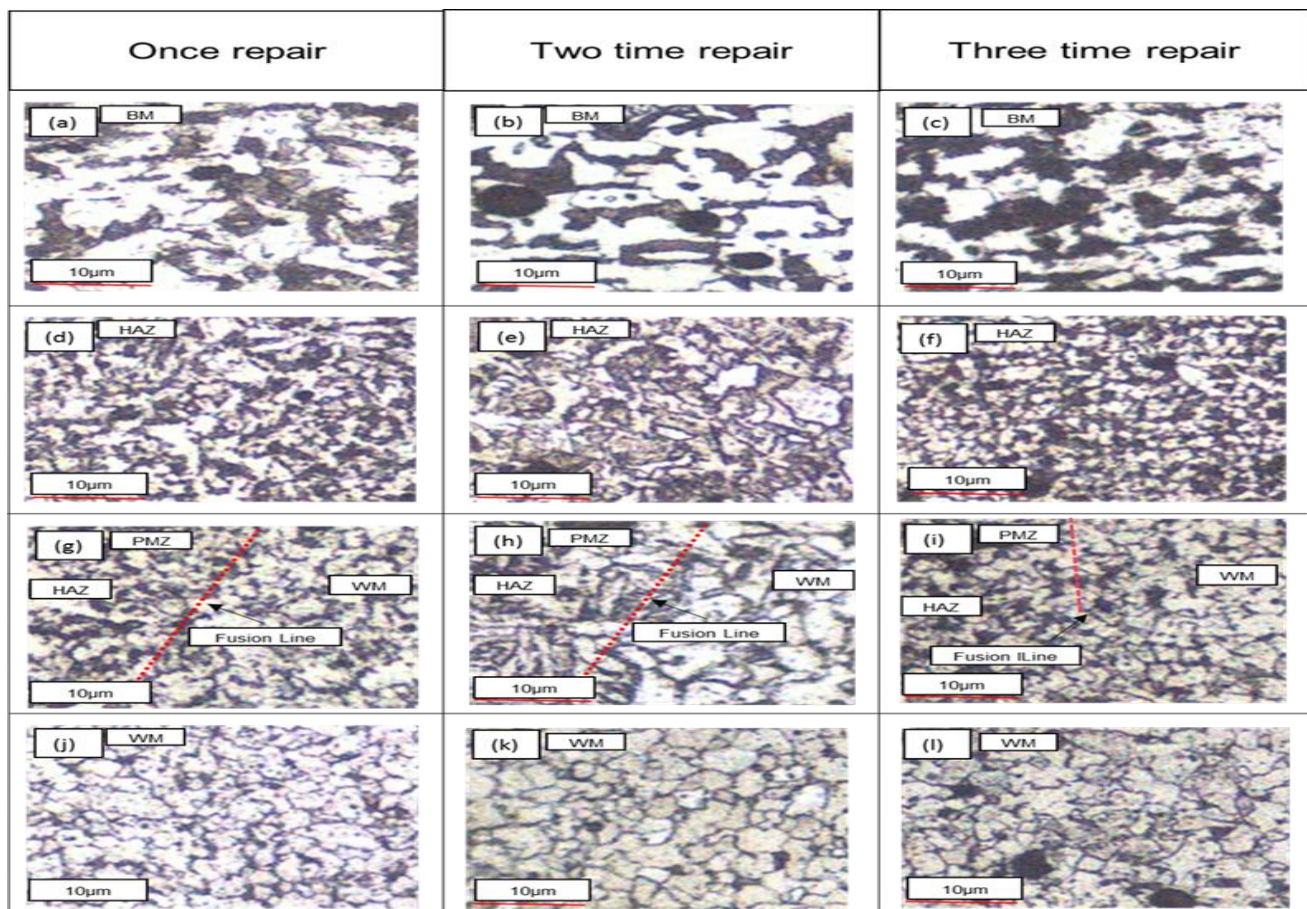 Once repair
Two time repair
Three time repair
(a) BM
10µm
(b) BM
10µm
(c) BM
10µm
(d) HAZ
10µm
(e) HAZ
10µm
(f) HAZ
10µm
(g) PMZ
HAZ
WM
Fusion Line
10µm
(h) PMZ
HAZ
WM
Fusion Line
10µm
(i) PMZ
WM
HAZ
Fusion lLine
10µm
(j) WM
10µm
(k) WM
10µm
(l) WM
10µm